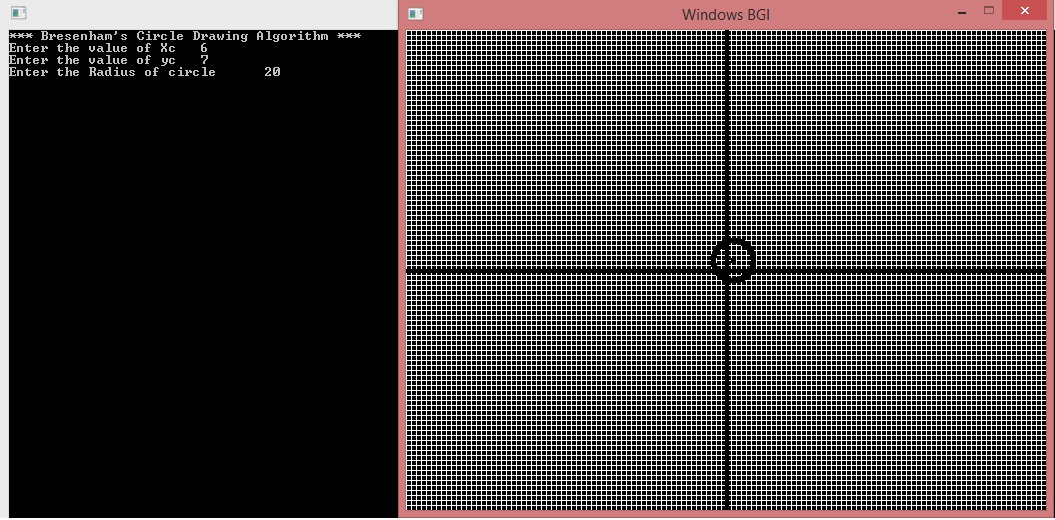 *** Bresenham's Circle Drawing Algorithm ***
Enter the value of Xc   6
Enter the value of yc   7
Enter the Radius of circle      20
Windows BGI